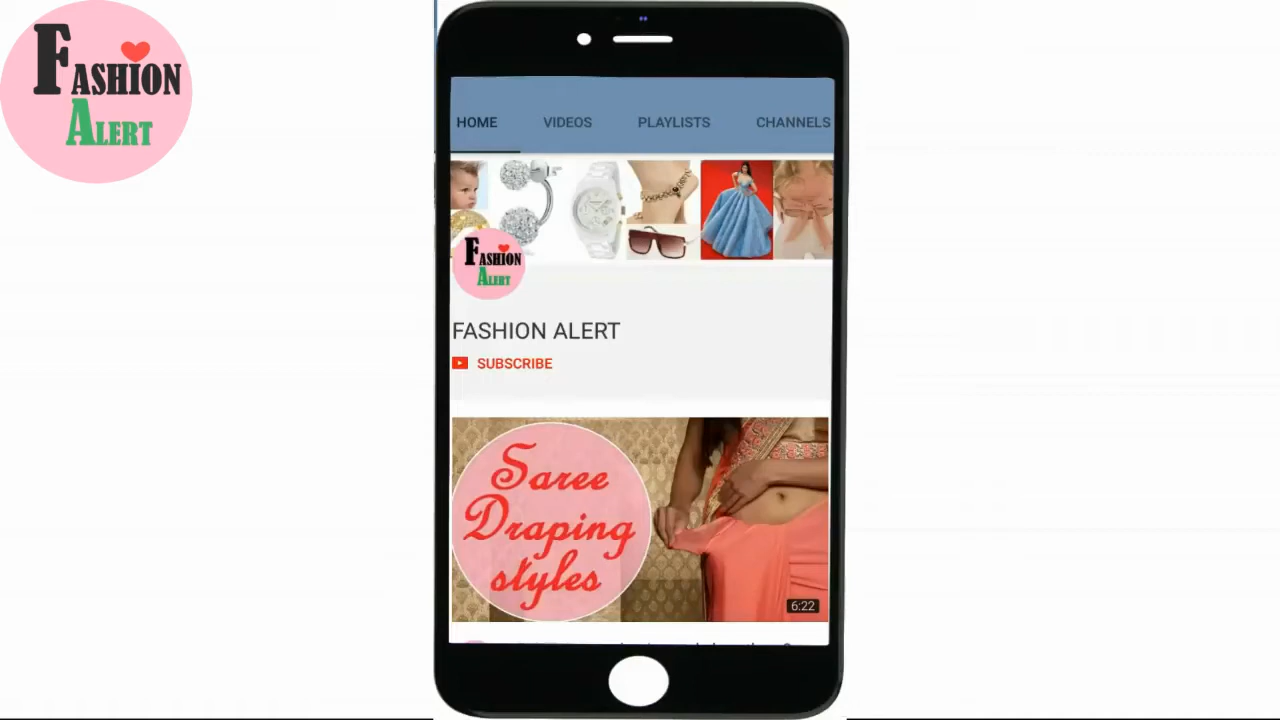 FASHION
ALERT
HOME VIDEOS PLAYLISTS CHANNELS
FASHION
ALERT
FASHION ALERT
SUBSCRIBE
Saree
Draping
styles
6:22